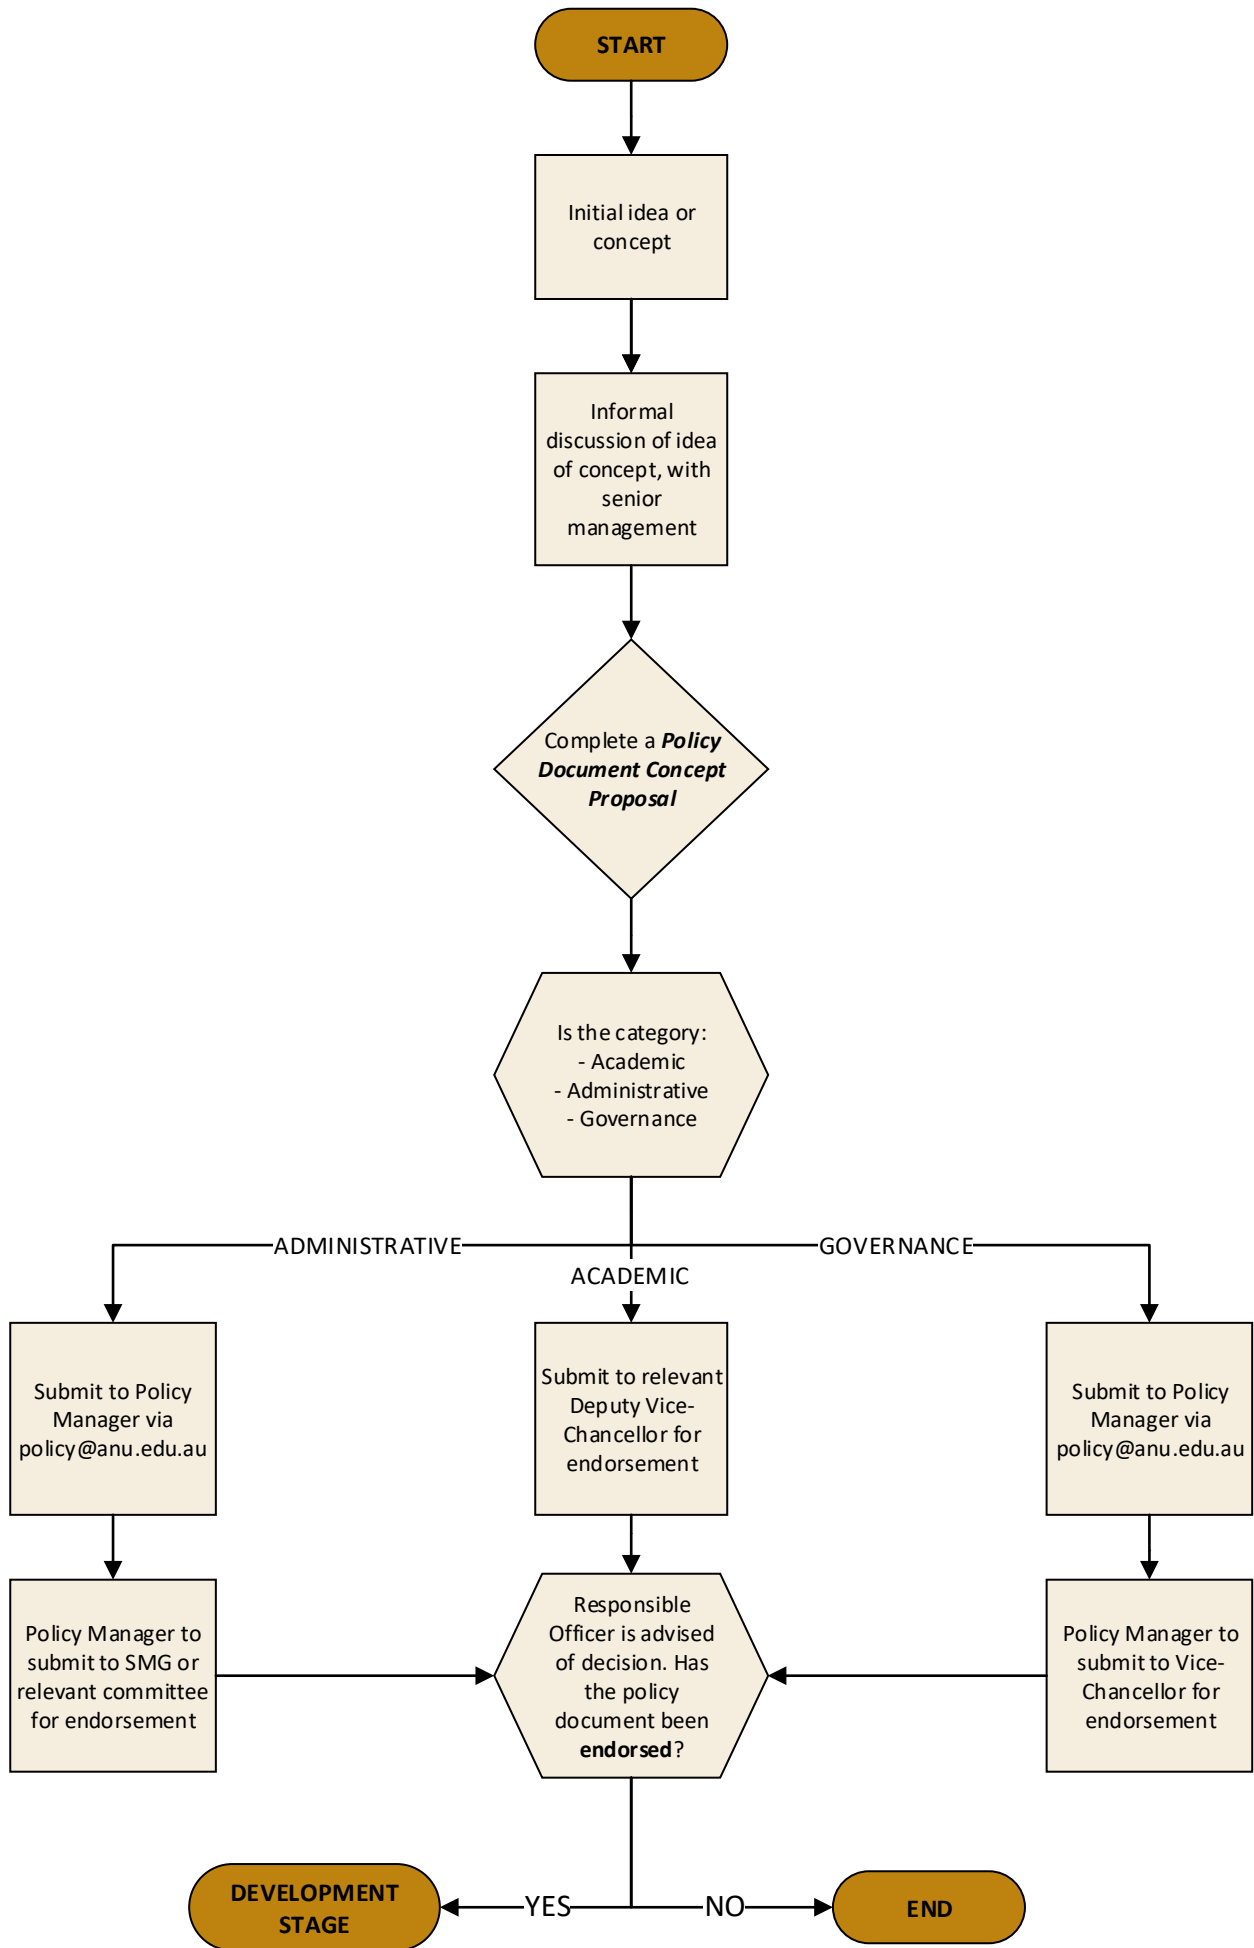 START
Initial idea or
concept
Informal
discussion of idea
of concept, with
senior
management
Complete a Policy
Document Concept
Proposal
Is the category:
- Academic
- Administrative
- Governance
ADMINISTRATIVE
ACADEMIC
GOVERNANCE
Submit to Policy
Manager via
policy@anu.edu.au
Submit to relevant
Deputy Vice-
Chancellor for
endorsement
Submit to Policy
Manager via
policy@anu.edu.au
Policy Manager to
submit to SMG or
relevant committee
for endorsement
Responsible
Officer is advised
of decision. Has
the policy
document been
endorsed?
Policy Manager to
submit to Vice-
Chancellor for
endorsement
DEVELOPMENT
STAGE
YES
NO
END